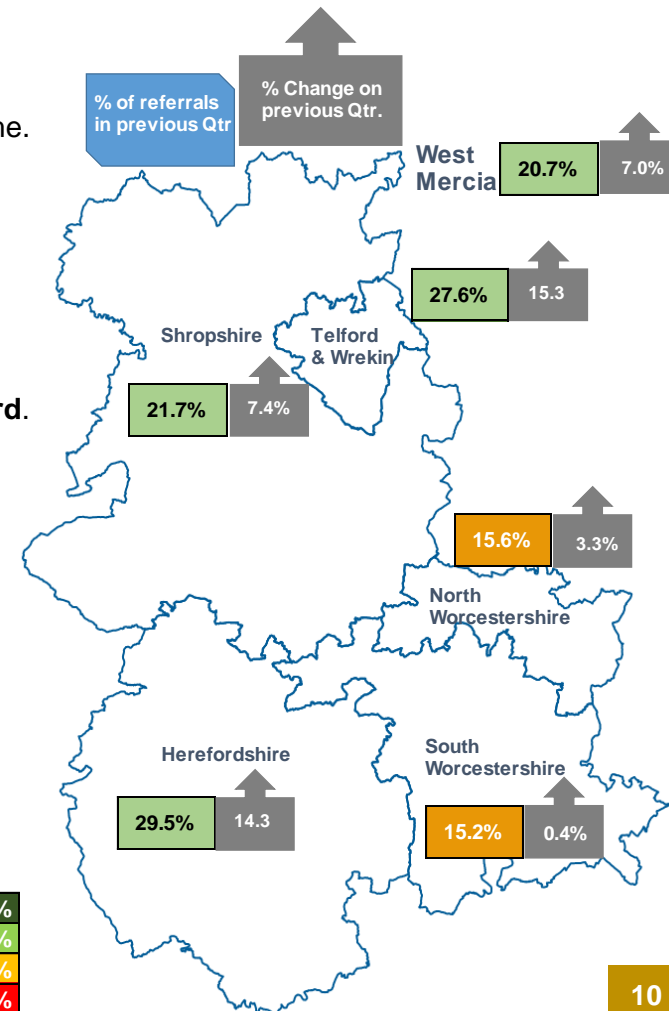 % of referrals
in previous Qtr
% Change on
previous Qtr.
ne.
West
Mercia
20.7%
7.0%
27.6%
15.3
Shropshire
Telford
& Wrekin
21.7%
7.4%
rd.
15.6%
3.3%
North
Worcestershire
Herefordshire
South
Worcestershire
29.5%
14.3
15.2%
0.4%
%
%
%
%
10